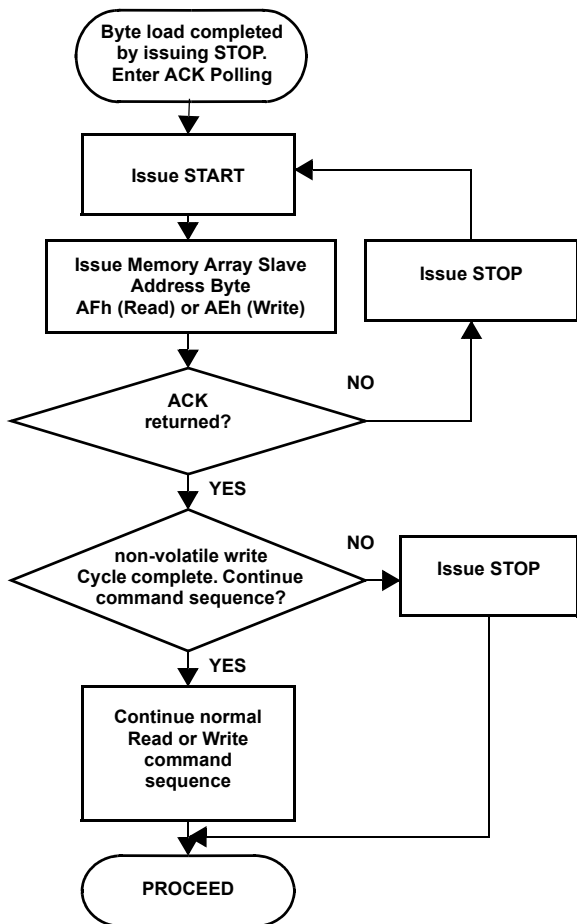 Byte load completed
by issuing STOP.
Enter ACK Polling
Issue START
Issue Memory Array Slave
Address Byte
AFh (Read) or AEh (Write)
Issue STOP
ACK
returned?
NO
YES
non-volatile write
Cycle complete. Continue
command sequence?
NO
Issue STOP
YES
Continue normal
Read or Write
command
sequence
PROCEED